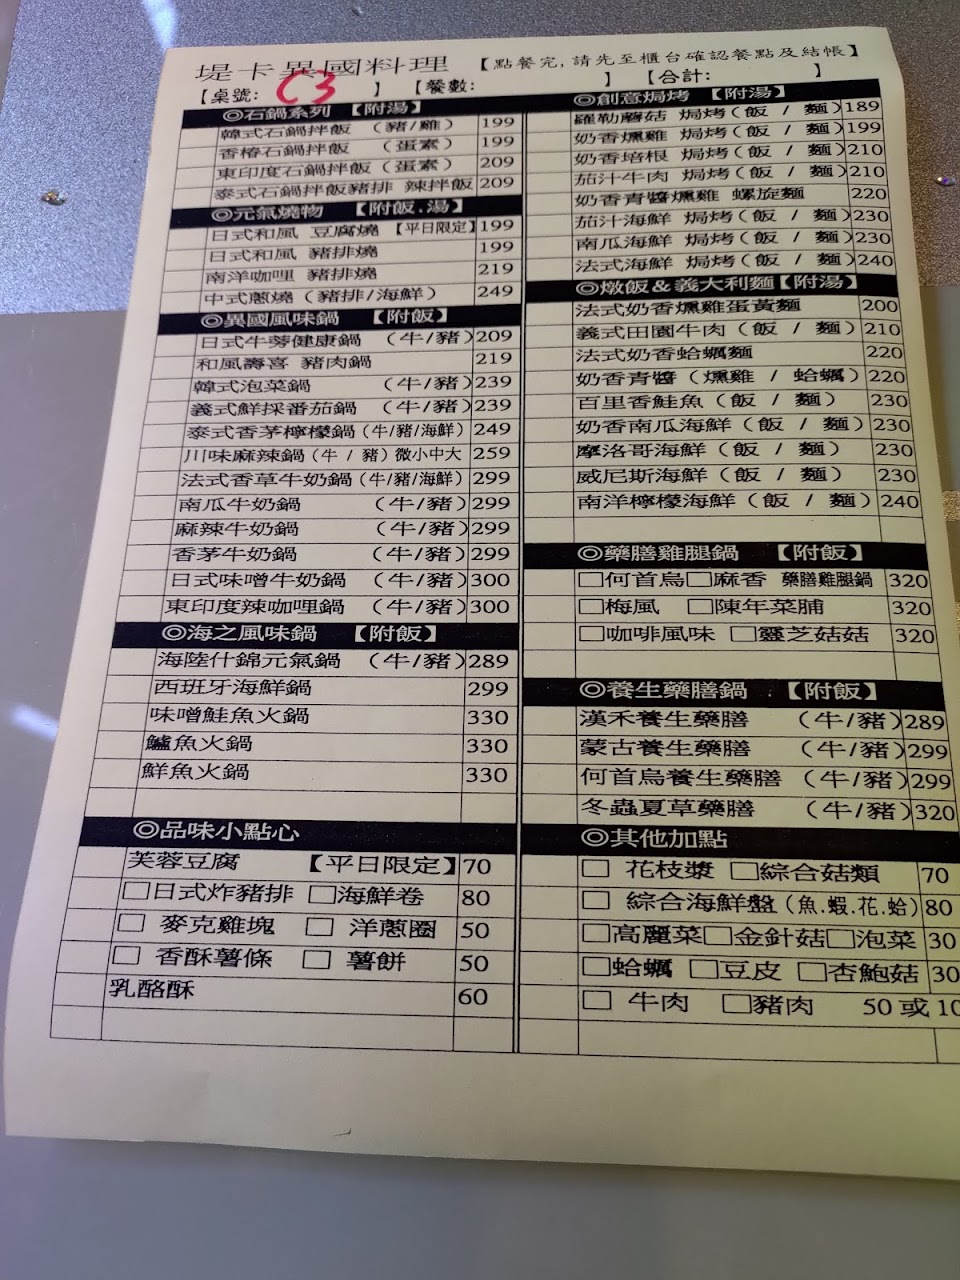 堤卡異國料理 【點餐完,請先至櫃台確認餐點及結帳】
【桌號: C3 】 【餐數: 】 【合計: 】
◎石鍋系列 【附湯】
韓式石鍋拌飯 (豬/雞) 199
香椿石鍋拌飯 (蛋素) 199
東印度石鍋拌飯(蛋素) 209
泰式石鍋拌飯豬排 辣拌飯 209
◎元氣燒物 【附飯.湯】
日式和風 豆腐燒【平日限定】 199
日式和風 豬排燒 199
南洋咖哩 豬排燒 219
中式蔥燒(豬排/海鮮) 249
◎異國風味鍋 【附飯】
日式牛蒡健康鍋 (牛/豬) 209
和風壽喜 豬肉鍋 219
韓式泡菜鍋 (牛/豬) 239
義式鮮採番茄鍋 (牛/豬) 239
泰式香茅檸檬鍋(牛/豬/海鮮) 249
川味麻辣鍋(牛 / 豬)微小中大 259
法式香草牛奶鍋(牛/豬/海鮮) 299
南瓜牛奶鍋 (牛/豬) 299
麻辣牛奶鍋 (牛/豬) 299
香茅牛奶鍋 (牛/豬) 299
日式味噌牛奶鍋 (牛/豬) 300
東印度辣咖哩鍋 (牛/豬) 300
◎海之風味鍋 【附飯】
海陸什錦元氣鍋 (牛/豬) 289
西班牙海鮮鍋 299
味噌鮭魚火鍋 330
鱸魚火鍋 330
鮮魚火鍋 330
◎品味小點心
芙蓉豆腐 【平日限定】 70
□日式炸豬排 □海鮮卷 80
□ 麥克雞塊 □ 洋蔥圈 50
□ 香酥薯條 □ 薯餅 50
乳酪酥 60
◎創意焗烤 【附湯】
羅勒蘑菇 焗烤(飯 / 麵) 189
奶香燻雞 焗烤(飯 / 麵) 199
奶香培根 焗烤(飯 / 麵) 210
茄汁牛肉 焗烤(飯 / 麵) 210
奶香青醬燻雞 螺旋麵 220
茄汁海鮮 焗烤(飯 / 麵) 230
南瓜海鮮 焗烤(飯 / 麵) 230
法式海鮮 焗烤(飯 / 麵) 240
◎燉飯&義大利麵【附湯】
法式奶香燻雞蛋黃麵 200
義式田園牛肉(飯 / 麵) 210
法式奶香蛤蠣麵 220
奶香青醬(燻雞 / 蛤蠣) 220
百里香鮭魚(飯 / 麵) 230
奶香南瓜海鮮(飯 / 麵) 230
摩洛哥海鮮(飯 / 麵) 230
威尼斯海鮮(飯 / 麵) 230
南洋檸檬海鮮(飯 / 麵) 240
◎藥膳雞腿鍋 【附飯】
□何首烏□麻香 藥膳雞腿鍋 320
□梅風 □陳年菜脯 320
□咖啡風味 □靈芝菇菇 320
◎養生藥膳鍋 【附飯】
漢禾養生藥膳 (牛/豬) 289
蒙古養生藥膳 (牛/豬) 299
何首烏養生藥膳 (牛/豬) 299
冬蟲夏草藥膳 (牛/豬) 320
◎其他加點
□ 花枝漿 □綜合菇類 70
□ 綜合海鮮盤(魚.蝦.花.蛤) 80
□高麗菜□金針菇□泡菜 30
□蛤蠣 □豆皮 □杏鮑菇 30
□ 牛肉 □豬肉 50 或 10